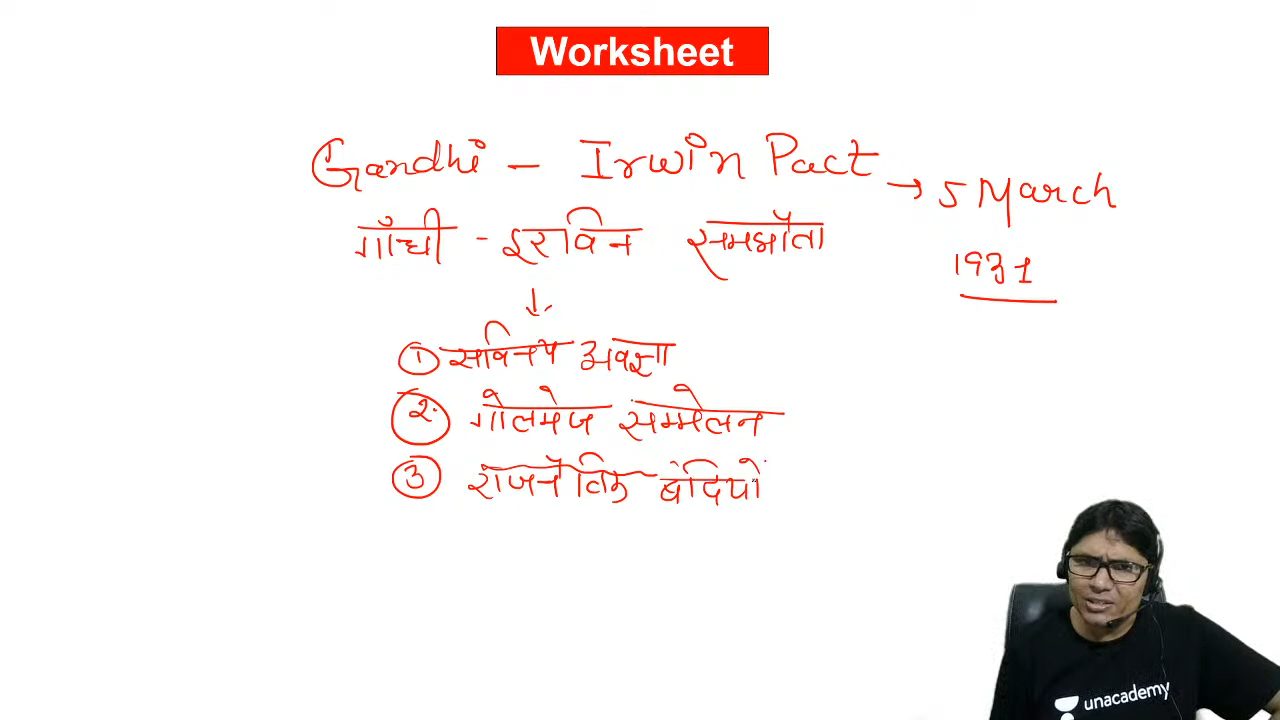 Worksheet
Gandhi - Irwin Pact → 5 March
1931
गाँधी - इरविन समझौता
① सविनय अवज्ञा
② गोलमेज सम्मेलन
③ राजनैतिक बंदियों
unacademy